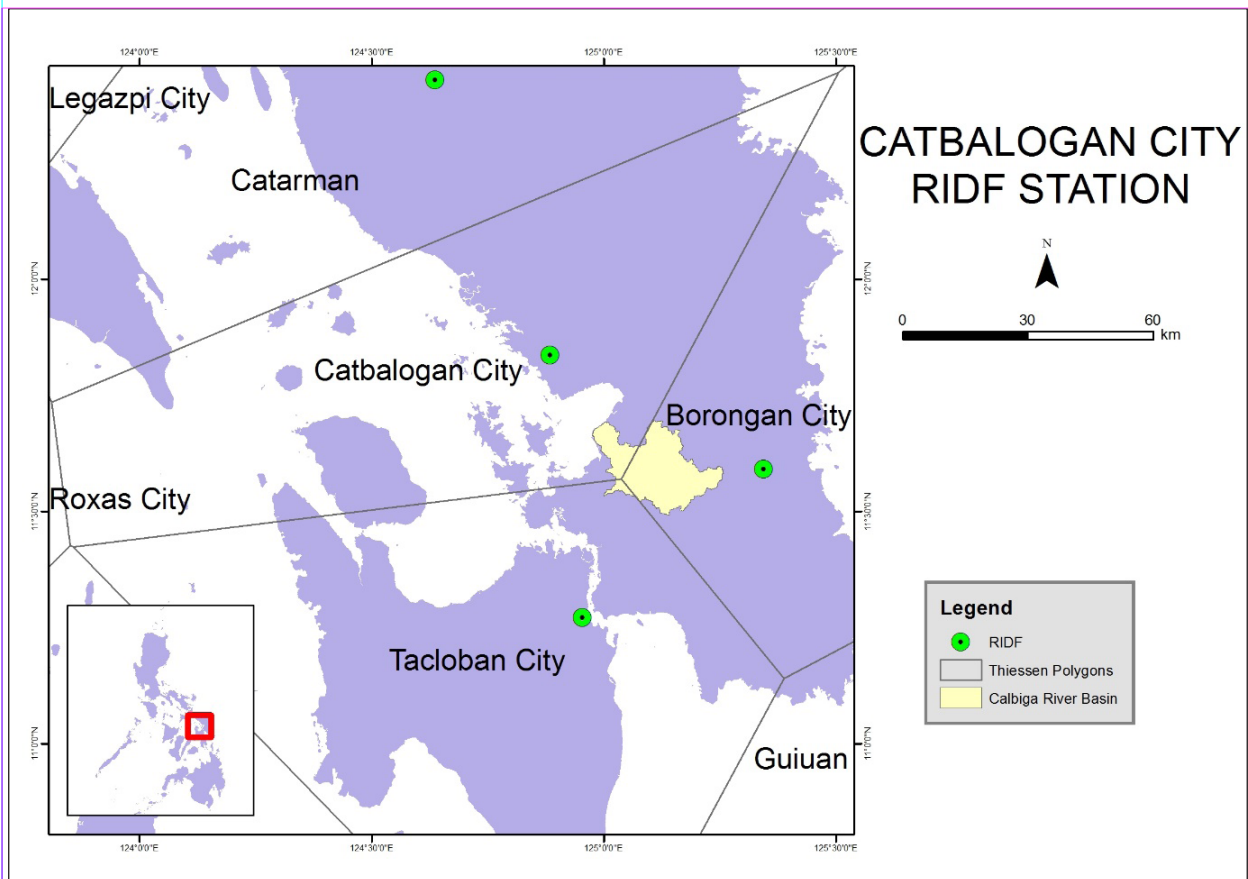 124°0'0"E
124°30'0"E
125°0'0"E
125°30'0"E
Legazpi City
Catarman
CATBALOGAN CITY
RIDF STATION
N
12°0'0"N
12°0'0"N
0
30
60
km
Catbalogan City
Borongan City
Roxas City
11°30'0"N
11°30'0"N
Legend
RIDF
Thiessen Polygons
Calbiga River Basin
Tacloban City
Guiuan
11°0'0"N
11°0'0"N
124°0'0"E
124°30'0"E
125°0'0"E
125°30'0"E